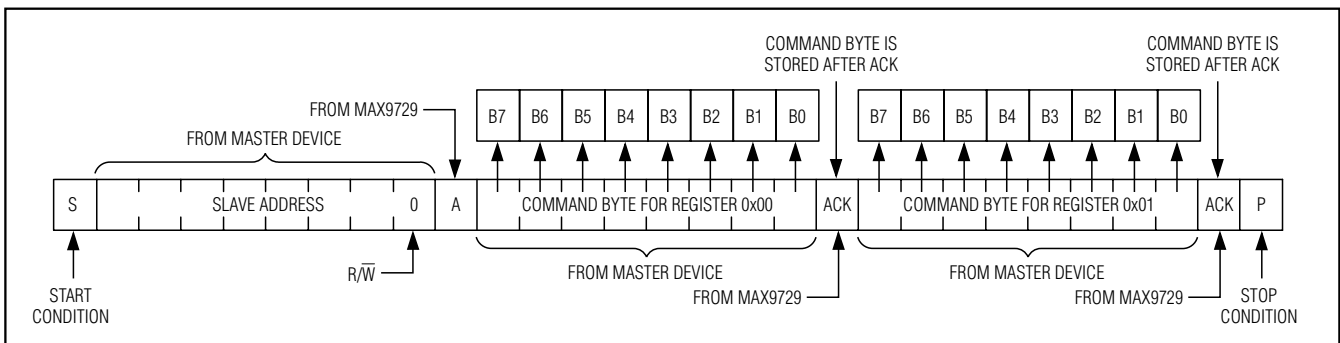 COMMAND BYTE IS
STORED AFTER ACK
COMMAND BYTE IS
STORED AFTER ACK
FROM MAX9729
B7 B6 B5 B4 B3 B2 B1 B0
B7 B6 B5 B4 B3 B2 B1 B0
FROM MASTER DEVICE
S SLAVE ADDRESS 0 A COMMAND BYTE FOR REGISTER 0x00 ACK COMMAND BYTE FOR REGISTER 0x01 ACK P
R/W̅
FROM MASTER DEVICE
FROM MASTER DEVICE
START
CONDITION
FROM MAX9729
FROM MAX9729
STOP
CONDITION